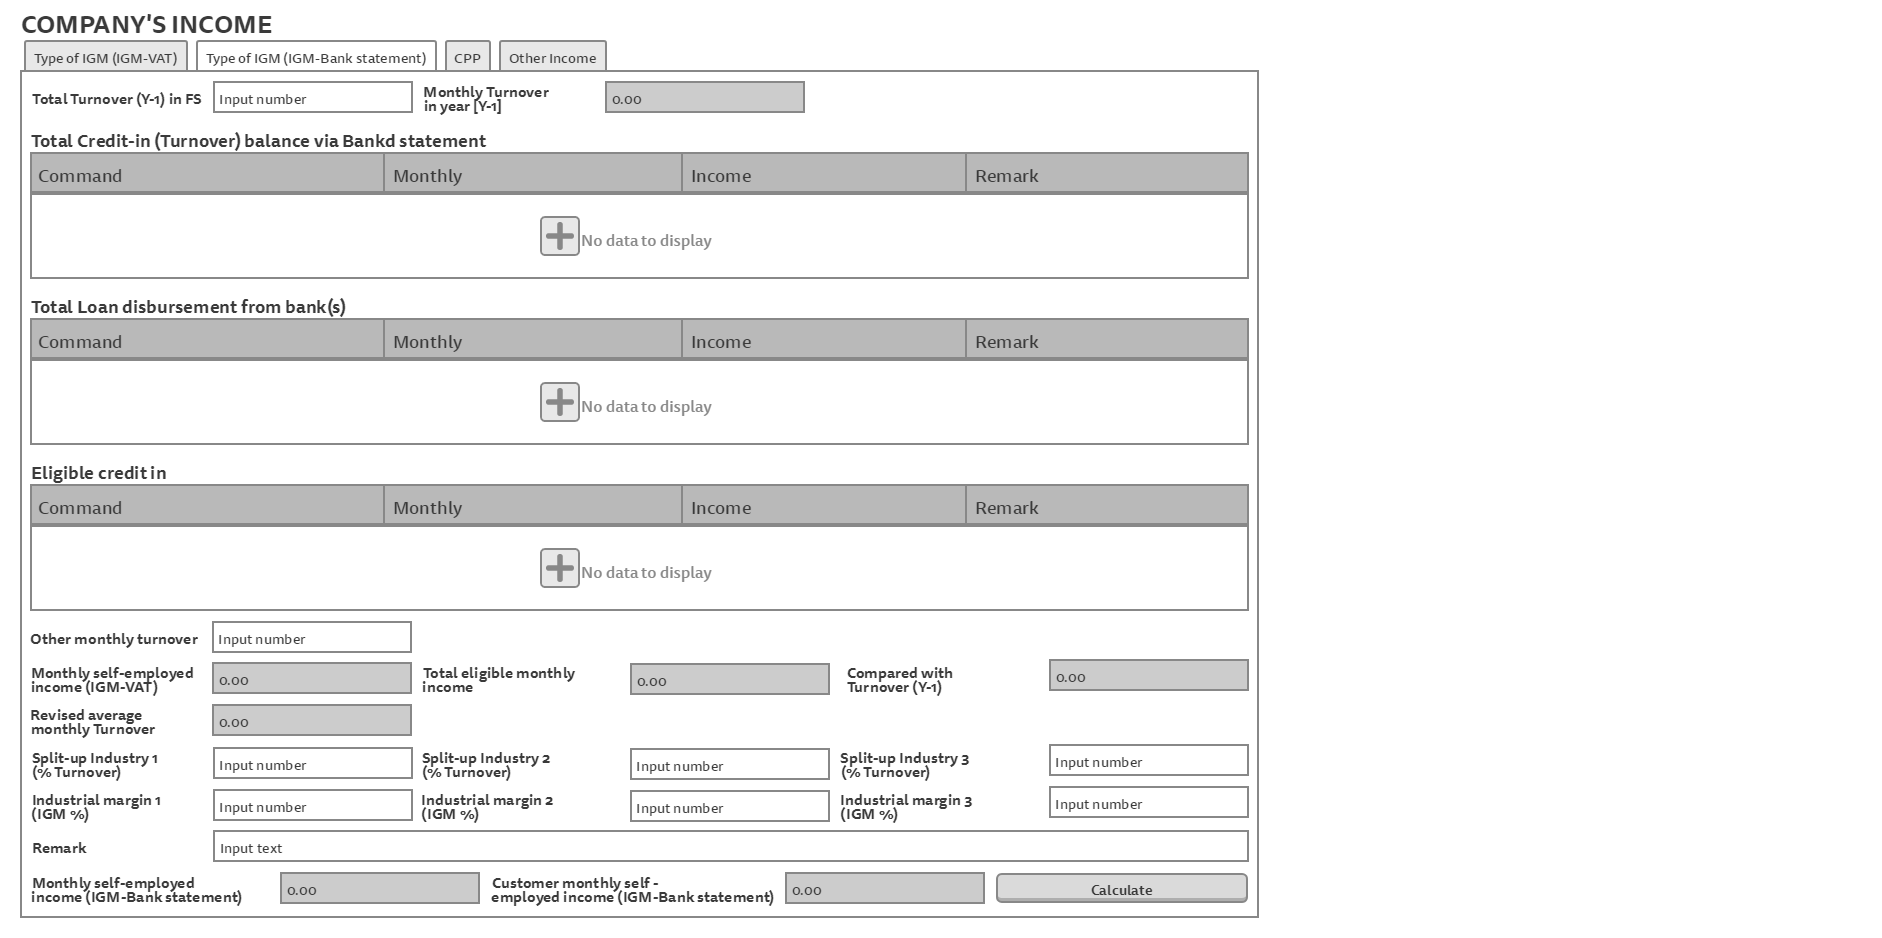 COMPANY'S INCOME
Type of IGM (IGM-VAT) Type of IGM (IGM-Bank statement) CPP Other Income
Total Turnover (Y-1) in FS Input number Monthly Turnover
in year [Y-1] 0.00
Total Credit-in (Turnover) balance via Bankd statement
Command Monthly Income Remark
No data to display
Total Loan disbursement from bank(s)
Command Monthly Income Remark
No data to display
Eligible credit in
Command Monthly Income Remark
No data to display
Other monthly turnover Input number
Monthly self-employed
income (IGM-VAT) 0.00 Total eligible monthly
income 0.00 Compared with
Turnover (Y-1) 0.00
Revised average
monthly Turnover 0.00
Split-up Industry 1
(% Turnover) Input number Split-up Industry 2
(% Turnover) Input number Split-up Industry 3
(% Turnover) Input number
Industrial margin 1
(IGM %) Input number Industrial margin 2
(IGM %) Input number Industrial margin 3
(IGM %) Input number
Remark Input text
Monthly self-employed
income (IGM-Bank statement) 0.00 Customer monthly self -
employed income (IGM-Bank statement) 0.00 Calculate